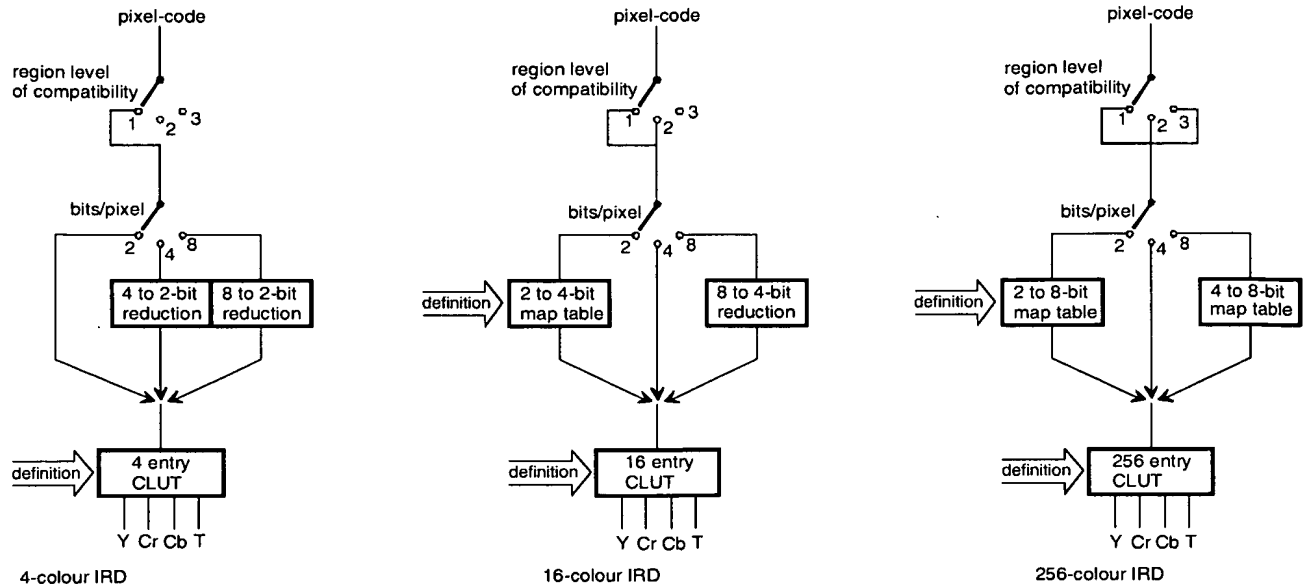 pixel-code
region level
of compatibility
1
2
3
bits/pixel
2
4
8
4 to 2-bit
reduction
8 to 2-bit
reduction
definition
4 entry
CLUT
Y Cr Cb T
4-colour IRD
pixel-code
region level
of compatibility
1
2
3
bits/pixel
2
4
8
definition
2 to 4-bit
map table
8 to 4-bit
reduction
definition
16 entry
CLUT
Y Cr Cb T
16-colour IRD
pixel-code
region level
of compatibility
1
2
3
bits/pixel
2
4
8
definition
2 to 8-bit
map table
4 to 8-bit
map table
definition
256 entry
CLUT
Y Cr Cb T
256-colour IRD